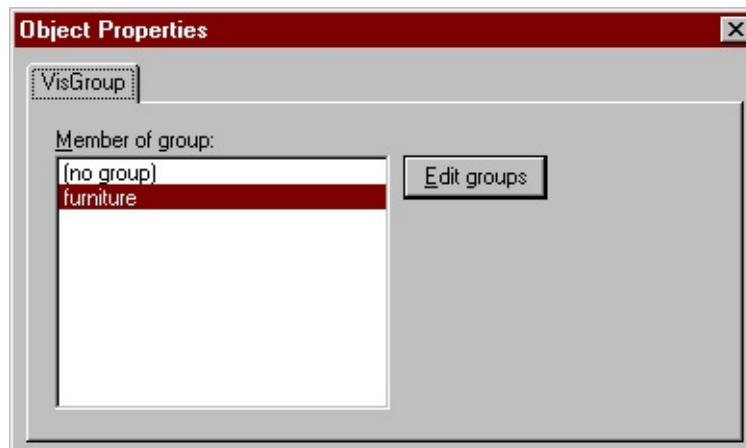 Object Properties
VisGroup
Member of group:
(no group)
furniture
Edit groups